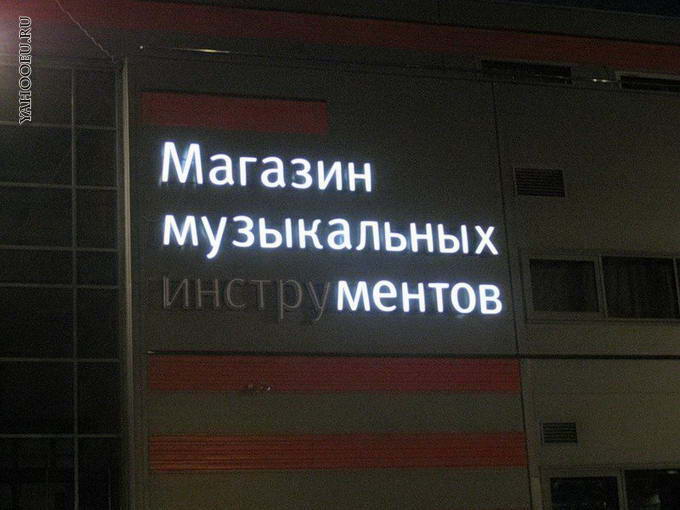 YAHOOEU.RU
Магазин
музыкальных
инструментов